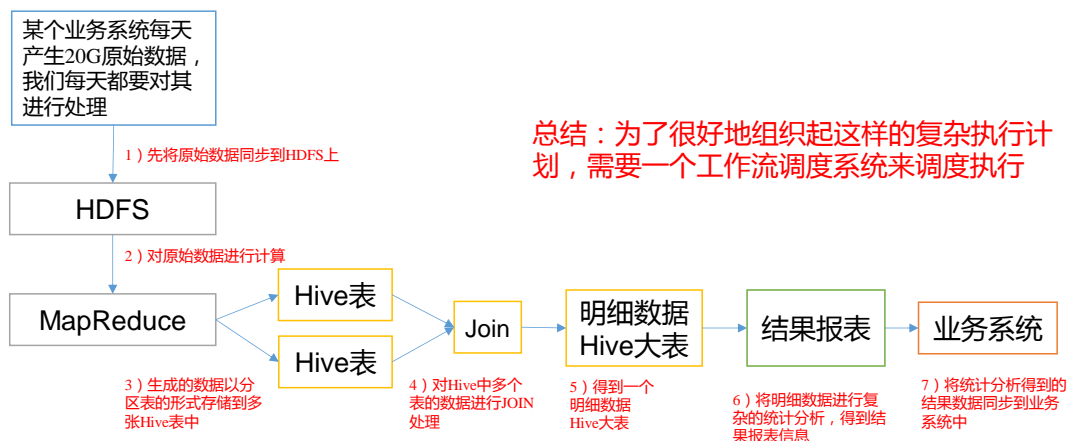 某个业务系统每天
产生20G原始数据，
我们每天都要对其
进行处理
总结：为了很好地组织起这样的复杂执行计
划，需要一个工作流调度系统来调度执行
1）先将原始数据同步到HDFS上
HDFS
2）对原始数据进行计算
MapReduce
Hive表
Hive表
Join
明细数据
Hive大表
结果报表
业务系统
3）生成的数据以分
区表的形式存储到多
张Hive表中
4）对Hive中多个
表的数据进行JOIN
处理
5）得到一个
明细数据
Hive大表
6）将明细数据进行复
杂的统计分析，得到结
果报表信息
7）将统计分析得到的
结果数据同步到业务
系统中